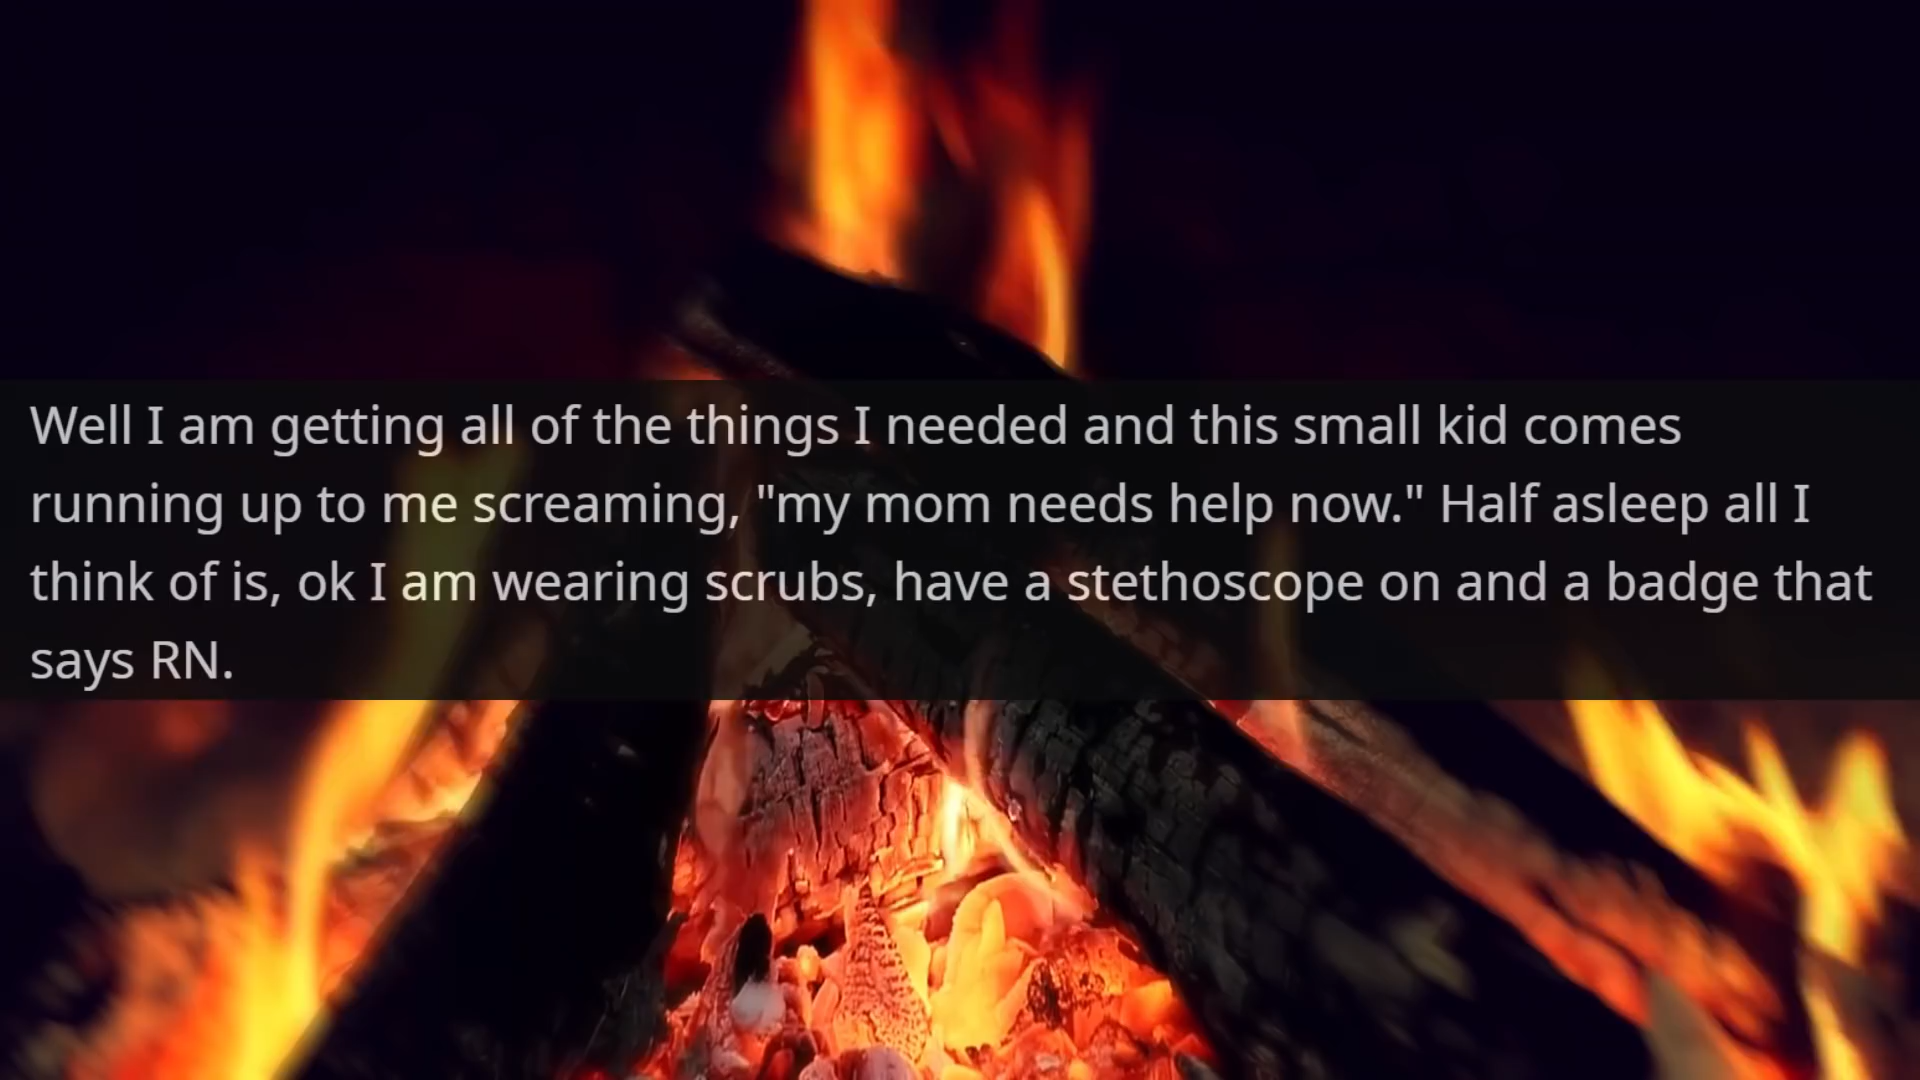 Well I am getting all of the things I needed and this small kid comes
running up to me screaming, "my mom needs help now." Half asleep all I
think of is, ok I am wearing scrubs, have a stethoscope on and a badge that
says RN.